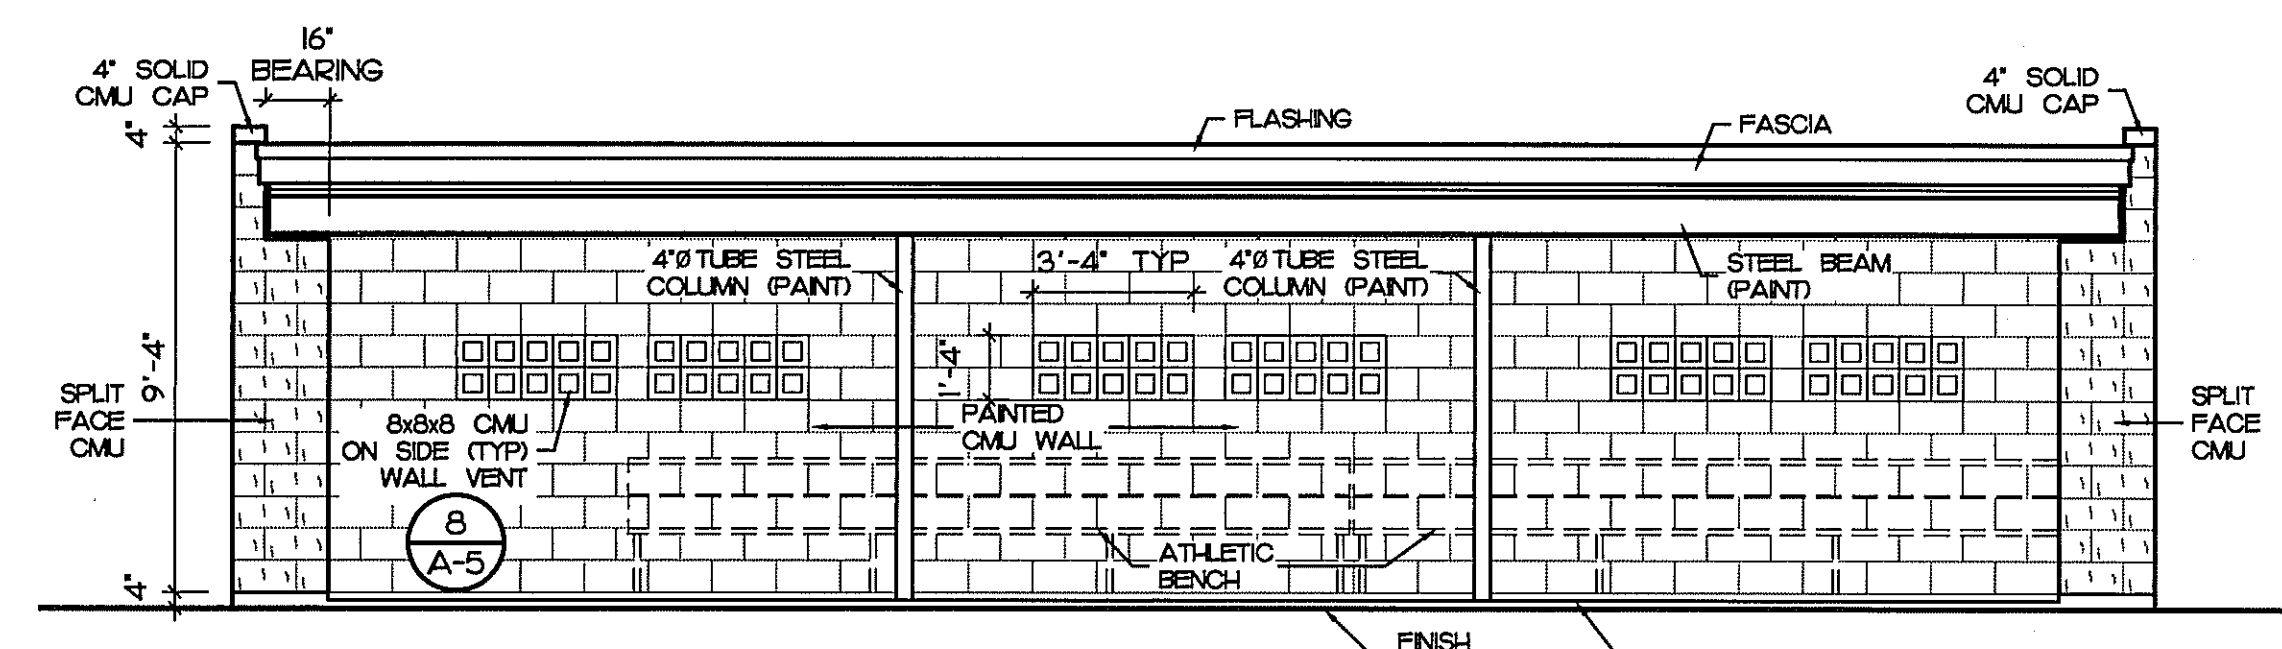 16"
BEARING
4" SOLID
CMU CAP
4"
FLASHING
FASCIA
4" SOLID
CMU CAP
4"Ø TUBE STEEL
COLUMN (PAINT)
3'-4" TYP
4"Ø TUBE STEEL
COLUMN (PAINT)
STEEL BEAM
(PAINT)
9'-4"
1'-4"
SPLIT
FACE
CMU
8x8x8 CMU
ON SIDE (TYP)
WALL VENT
PAINTED
CMU WALL
SPLIT
FACE
CMU
8
A-5
ATHLETIC
BENCH
4"
FINISH